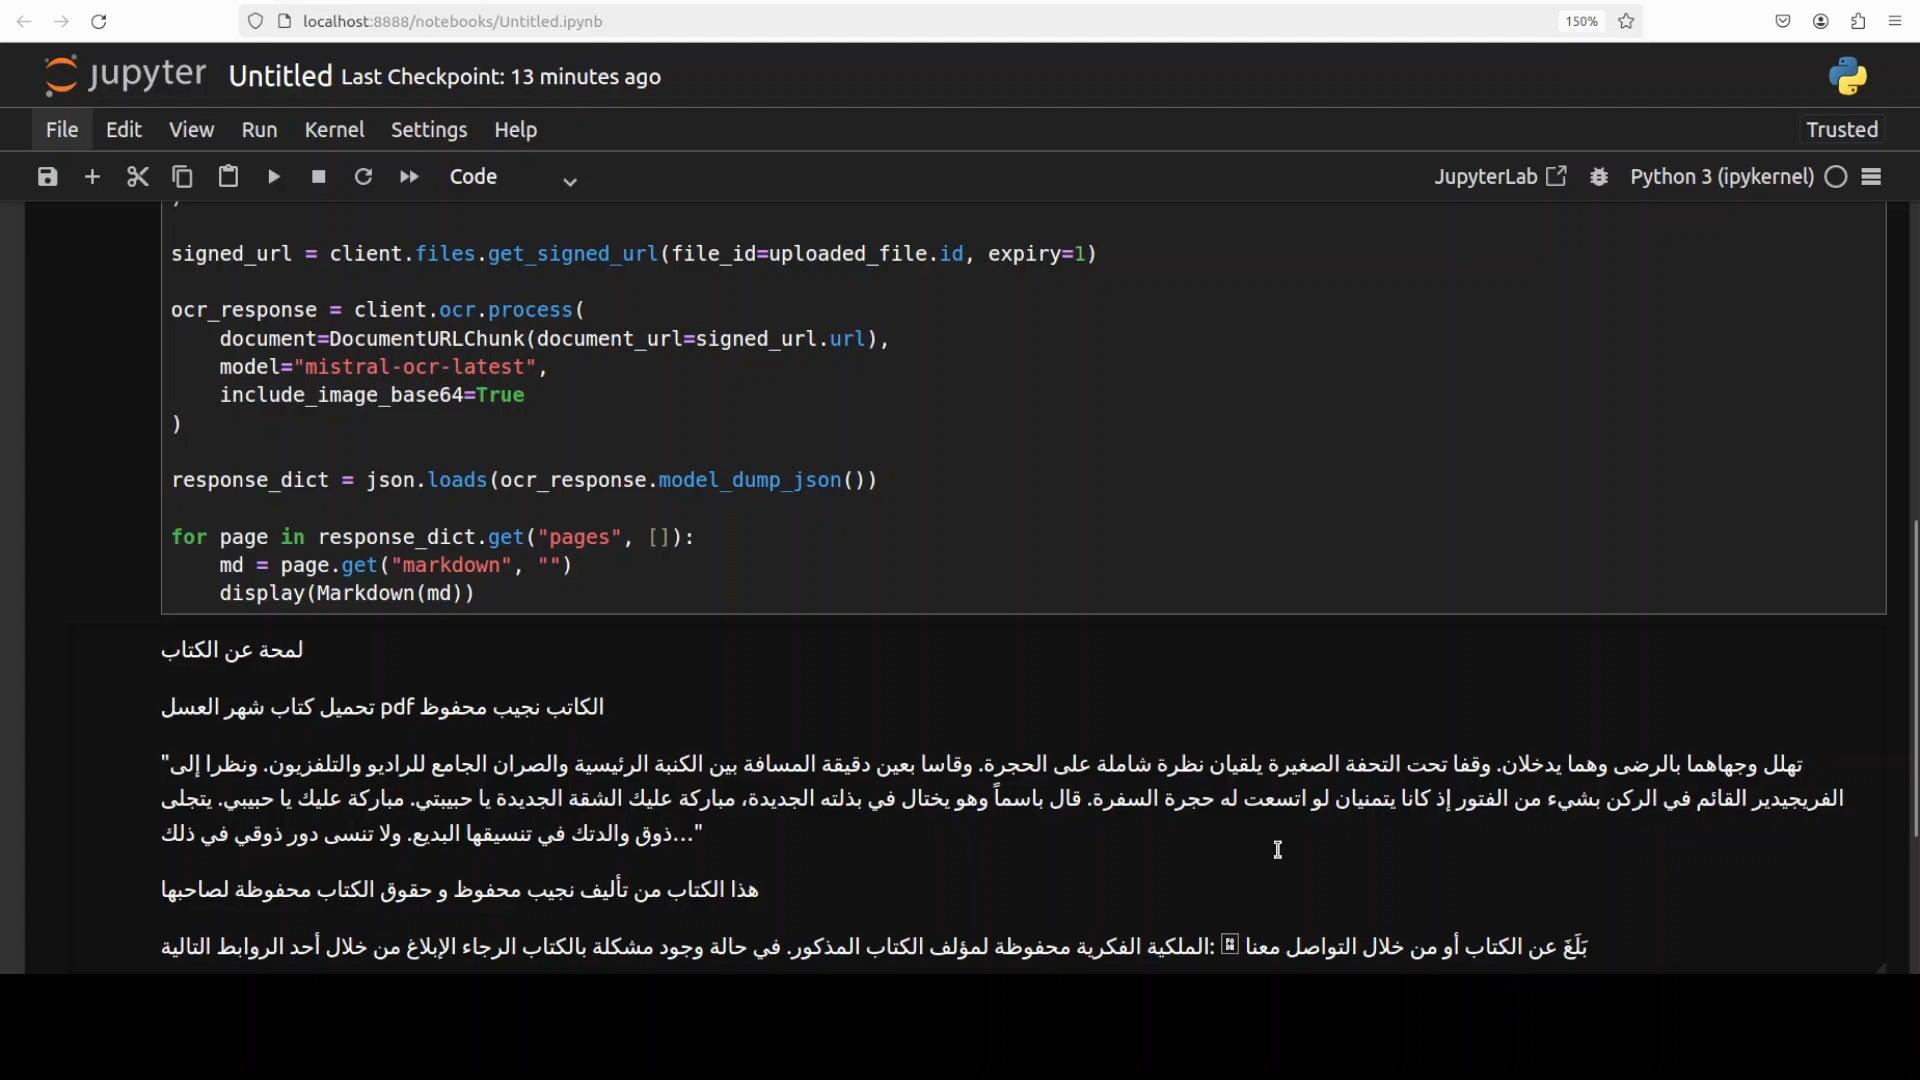 localhost:8888/notebooks/Untitled.ipynb
150%
jupyter Untitled Last Checkpoint: 13 minutes ago
File Edit View Run Kernel Settings Help
Trusted
Code
JupyterLab
Python 3 (ipykernel)
signed_url = client.files.get_signed_url(file_id=uploaded_file.id, expiry=1)
ocr_response = client.ocr.process(
    document=DocumentURLChunk(document_url=signed_url.url),
    model="mistral-ocr-latest",
    include_image_base64=True
)
response_dict = json.loads(ocr_response.model_dump_json())
for page in response_dict.get("pages", []):
    md = page.get("markdown", "")
    display(Markdown(md))
لمحة عن الكتاب
تحميل كتاب شهر العسل pdf الكاتب نجيب محفوظ
"تهلل وجهاهما بالرضى وهما يدخلان. وقفا تحت التحفة الصغيرة يلقيان نظرة شاملة على الحجرة. وقاسا بعين دقيقة المسافة بين الكنبة الرئيسية والصران الجامع للراديو والتلفزيون. ونظرا إلى
الفريجيدير القائم في الركن بشيء من الفتور إذ كانا يتمنيان لو اتسعت له حجرة السفرة. قال باسماً وهو يختال في بذلته الجديدة، مباركة عليك الشقة الجديدة يا حبيبتي. مباركة عليك يا حبيبي. يتجلى
ذوق والدتك في تنسيقها البديع. ولا تنسى دور ذوقي في ذلك..."
هذا الكتاب من تأليف نجيب محفوظ و حقوق الكتاب محفوظة لصاحبها
الملكية الفكرية محفوظة لمؤلف الكتاب المذكور. في حالة وجود مشكلة بالكتاب الرجاء الإبلاغ من خلال أحد الروابط التالية: بَلَغَ عن الكتاب أو من خلال التواصل معنا